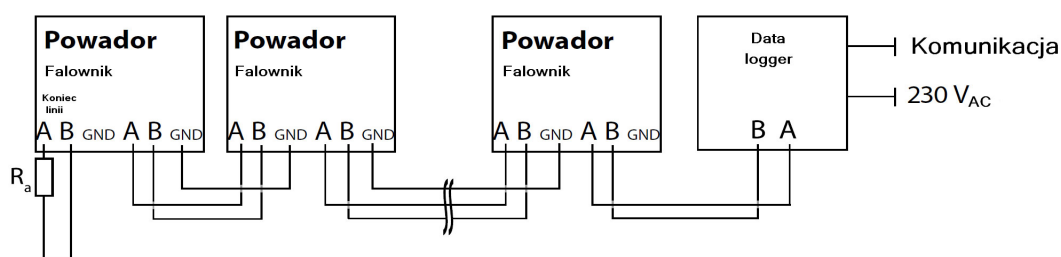 Powador
Falownik
Koniec
linii
A B GND A B GND
Powador
Falownik
A B GND A B GND
Powador
Falownik
A B GND A B GND
Data
logger
B A
Komunikacja
230 VAC
Ra